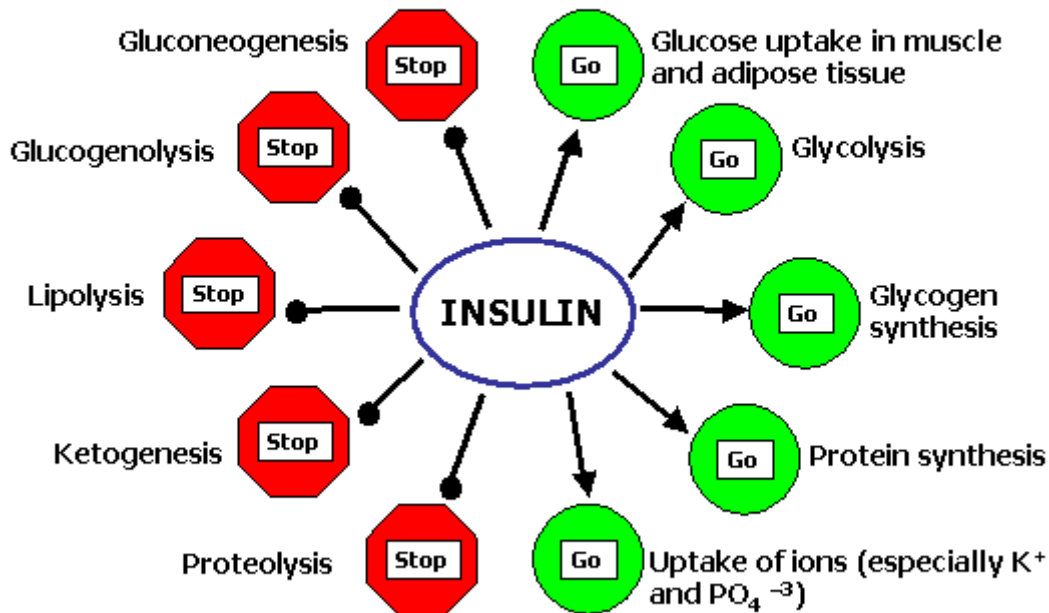 Gluconeogenesis
Stop
Go
Glucose uptake in muscle
and adipose tissue
Glucogenolysis
Stop
Go
Glycolysis
Lipolysis
Stop
INSULIN
Go
Glycogen
synthesis
Ketogenesis
Stop
Go
Protein synthesis
Proteolysis
Stop
Go
Uptake of ions (especially K⁺
and PO₄ ⁻³)